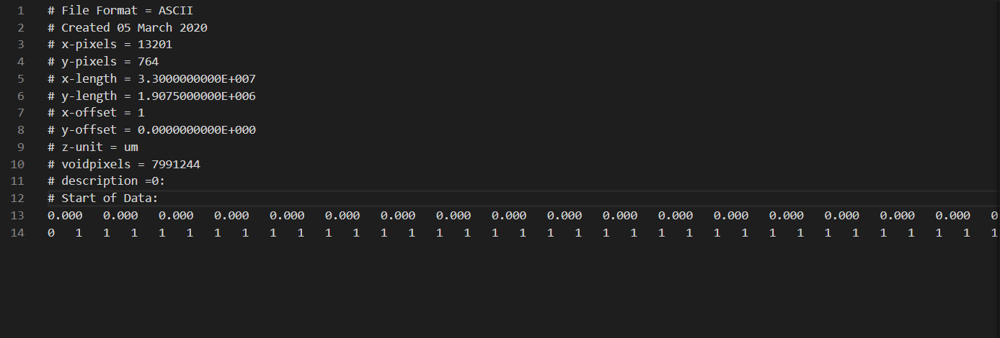 1 # File Format = ASCII
2 # Created 05 March 2020
3 # x-pixels = 13201
4 # y-pixels = 764
5 # x-length = 3.3000000000E+007
6 # y-length = 1.9075000000E+006
7 # x-offset = 1
8 # y-offset = 0.0000000000E+000
9 # z-unit = um
10 # voidpixels = 7991244
11 # description =0:
12 # Start of Data:
13 0.000 0.000 0.000 0.000 0.000 0.000 0.000 0.000 0.000 0.000 0.000 0.000 0.000 0.000 0.000 0.000 0.000 0
14 0 1 1 1 1 1 1 1 1 1 1 1 1 1 1 1 1 1 1 1 1 1 1 1 1 1 1 1 1 1 1 1 1 1 1